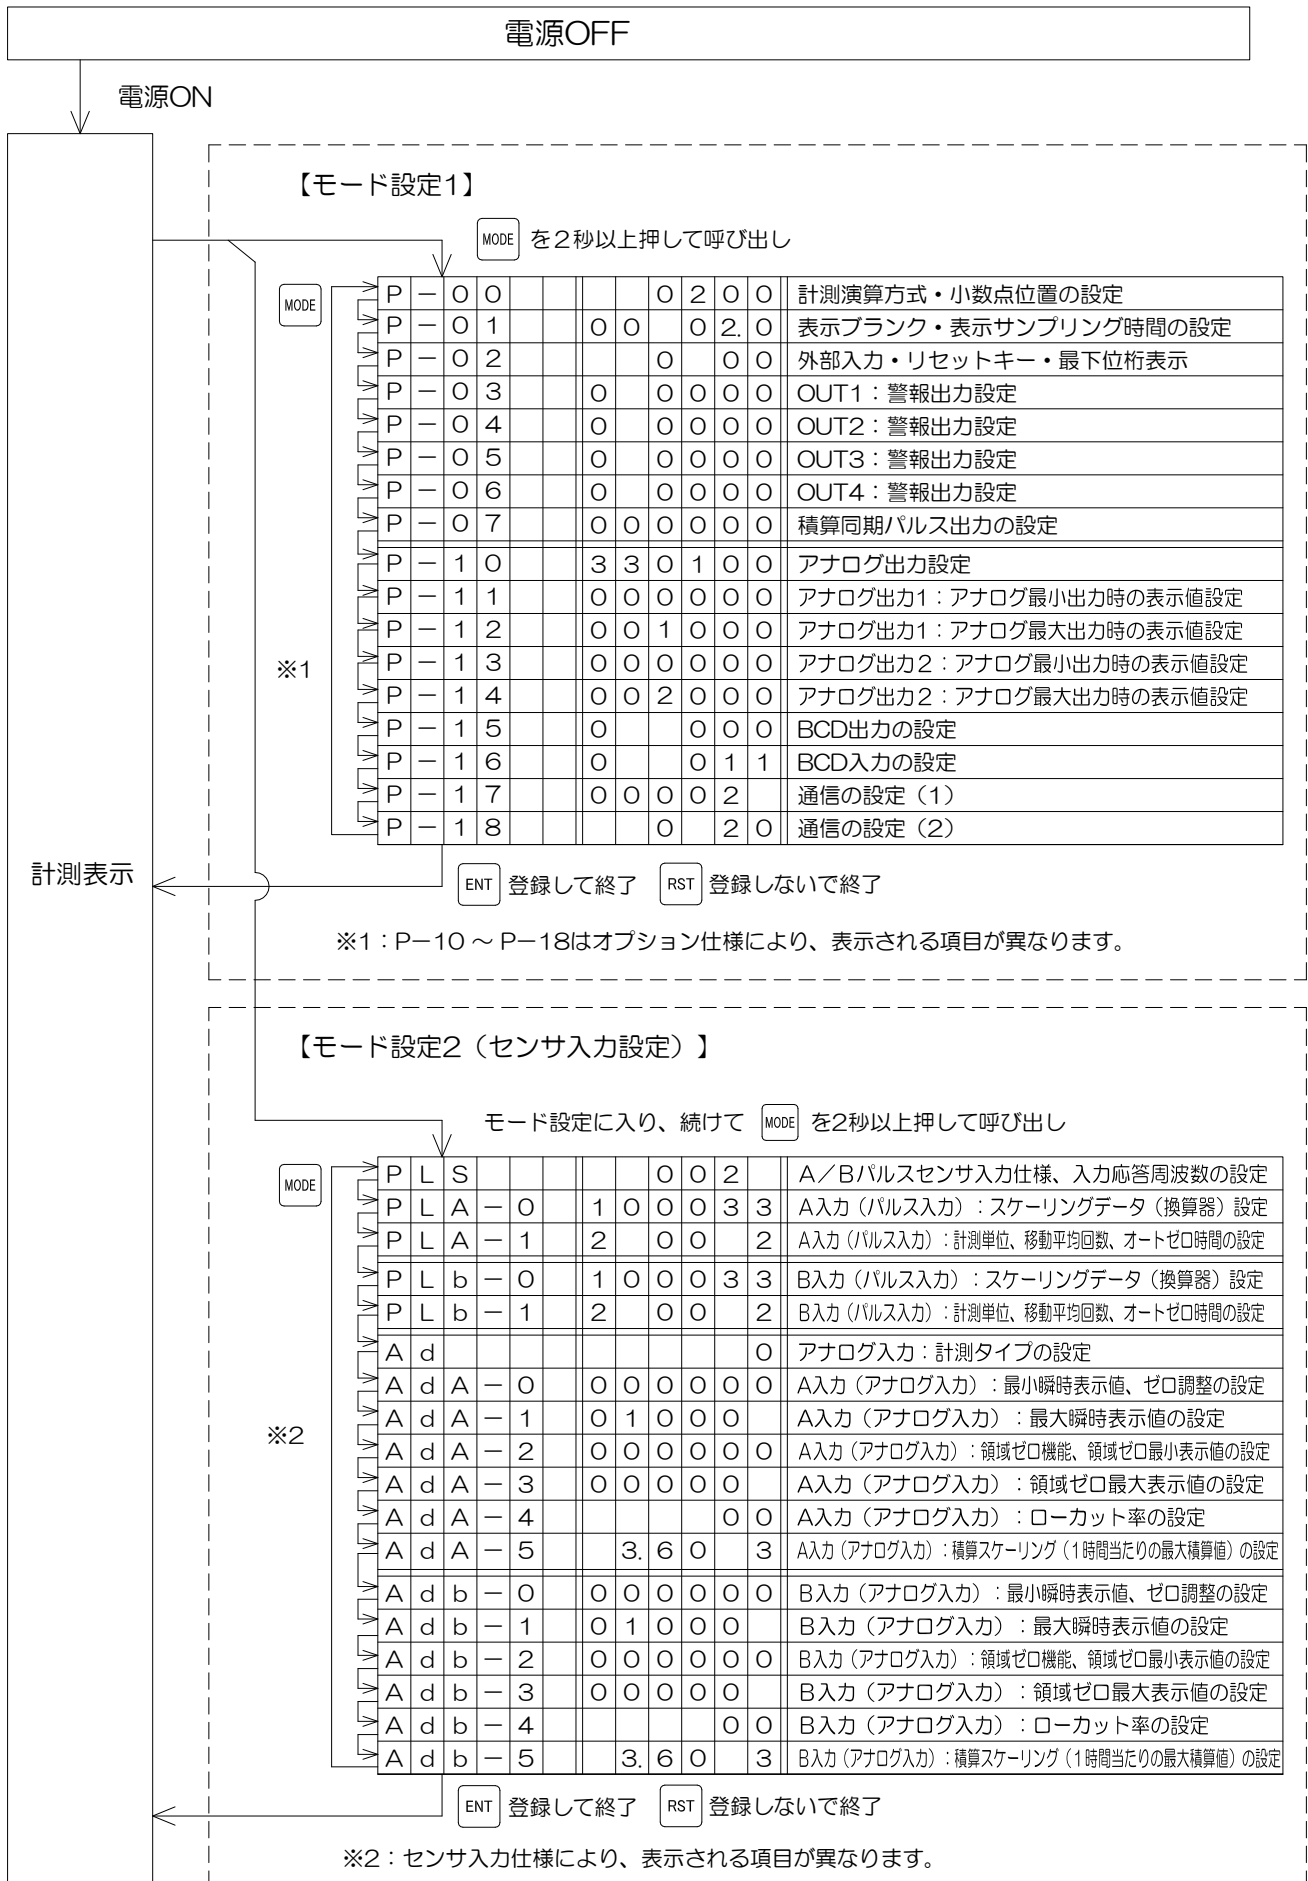 電源OFF
電源ON
【モード設定1】
MODE を2秒以上押して呼び出し
MODE
P－00 0200 計測演算方式・小数点位置の設定
P－01 00 02.0 表示ブランク・表示サンプリング時間の設定
P－02 0 00 外部入力・リセットキー・最下位桁表示
P－03 0 0000 OUT1：警報出力設定
P－04 0 0000 OUT2：警報出力設定
P－05 0 0000 OUT3：警報出力設定
P－06 0 0000 OUT4：警報出力設定
P－07 000000 積算同期パルス出力の設定
P－10 330100 アナログ出力設定
P－11 000000 アナログ出力1：アナログ最小出力時の表示値設定
P－12 001000 アナログ出力1：アナログ最大出力時の表示値設定
※1
P－13 000000 アナログ出力2：アナログ最小出力時の表示値設定
P－14 002000 アナログ出力2：アナログ最大出力時の表示値設定
P－15 0 000 BCD出力の設定
P－16 0 011 BCD入力の設定
P－17 00002 通信の設定（1）
P－18 0 20 通信の設定（2）
計測表示
ENT 登録して終了 RST 登録しないで終了
※1：P－10 ～ P－18はオプション仕様により、表示される項目が異なります。
【モード設定2（センサ入力設定）】
モード設定に入り、続けて MODE を2秒以上押して呼び出し
MODE
PLS 002 A／Bパルスセンサ入力仕様、入力応答周波数の設定
PLA－0 100033 A入力（パルス入力）：スケーリングデータ（換算器）設定
PLA－1 2 00 2 A入力（パルス入力）：計測単位、移動平均回数、オートゼロ時間の設定
PLb－0 100033 B入力（パルス入力）：スケーリングデータ（換算器）設定
PLb－1 2 00 2 B入力（パルス入力）：計測単位、移動平均回数、オートゼロ時間の設定
Ad 0 アナログ入力：計測タイプの設定
AdA－0 000000 A入力（アナログ入力）：最小瞬時表示値、ゼロ調整の設定
AdA－1 01000 A入力（アナログ入力）：最大瞬時表示値の設定
※2
AdA－2 000000 A入力（アナログ入力）：領域ゼロ機能、領域ゼロ最小表示値の設定
AdA－3 00000 A入力（アナログ入力）：領域ゼロ最大表示値の設定
AdA－4 00 A入力（アナログ入力）：ローカット率の設定
AdA－5 3.60 3 A入力（アナログ入力）：積算スケーリング（1時間当たりの最大積算値）の設定
Adb－0 000000 B入力（アナログ入力）：最小瞬時表示値、ゼロ調整の設定
Adb－1 01000 B入力（アナログ入力）：最大瞬時表示値の設定
Adb－2 000000 B入力（アナログ入力）：領域ゼロ機能、領域ゼロ最小表示値の設定
Adb－3 00000 B入力（アナログ入力）：領域ゼロ最大表示値の設定
Adb－4 00 B入力（アナログ入力）：ローカット率の設定
Adb－5 3.60 3 B入力（アナログ入力）：積算スケーリング（1時間当たりの最大積算値）の設定
ENT 登録して終了 RST 登録しないで終了
※2：センサ入力仕様により、表示される項目が異なります。